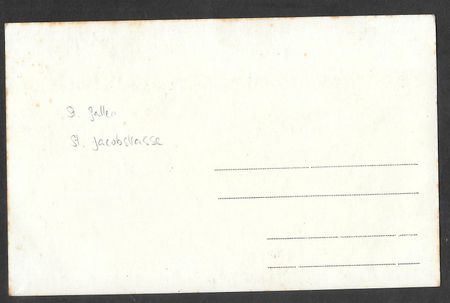 St. Gallen
St. Jacobstrasse